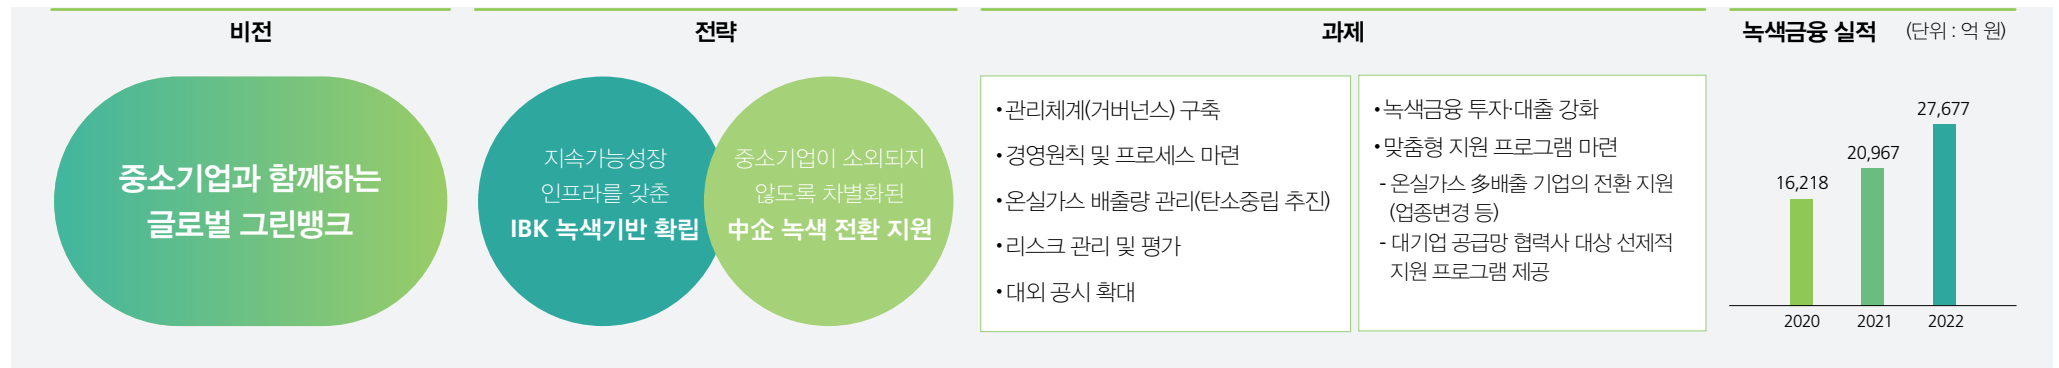 비전
중소기업과 함께하는
글로벌 그린뱅크
전략
지속가능성장
인프라를 갖춘
IBK 녹색기반 확립
중소기업이 소외되지
않도록 차별화된
中企 녹색 전환 지원
과제
•관리체계(거버넌스) 구축
•경영원칙 및 프로세스 마련
•온실가스 배출량 관리(탄소중립 추진)
•리스크 관리 및 평가
•대외 공시 확대
•녹색금융 투자·대출 강화
•맞춤형 지원 프로그램 마련
- 온실가스 多배출 기업의 전환 지원
(업종변경 등)
- 대기업 공급망 협력사 대상 선제적
지원 프로그램 제공
녹색금융 실적 (단위 : 억 원)
27,677
20,967
16,218
2020 2021 2022